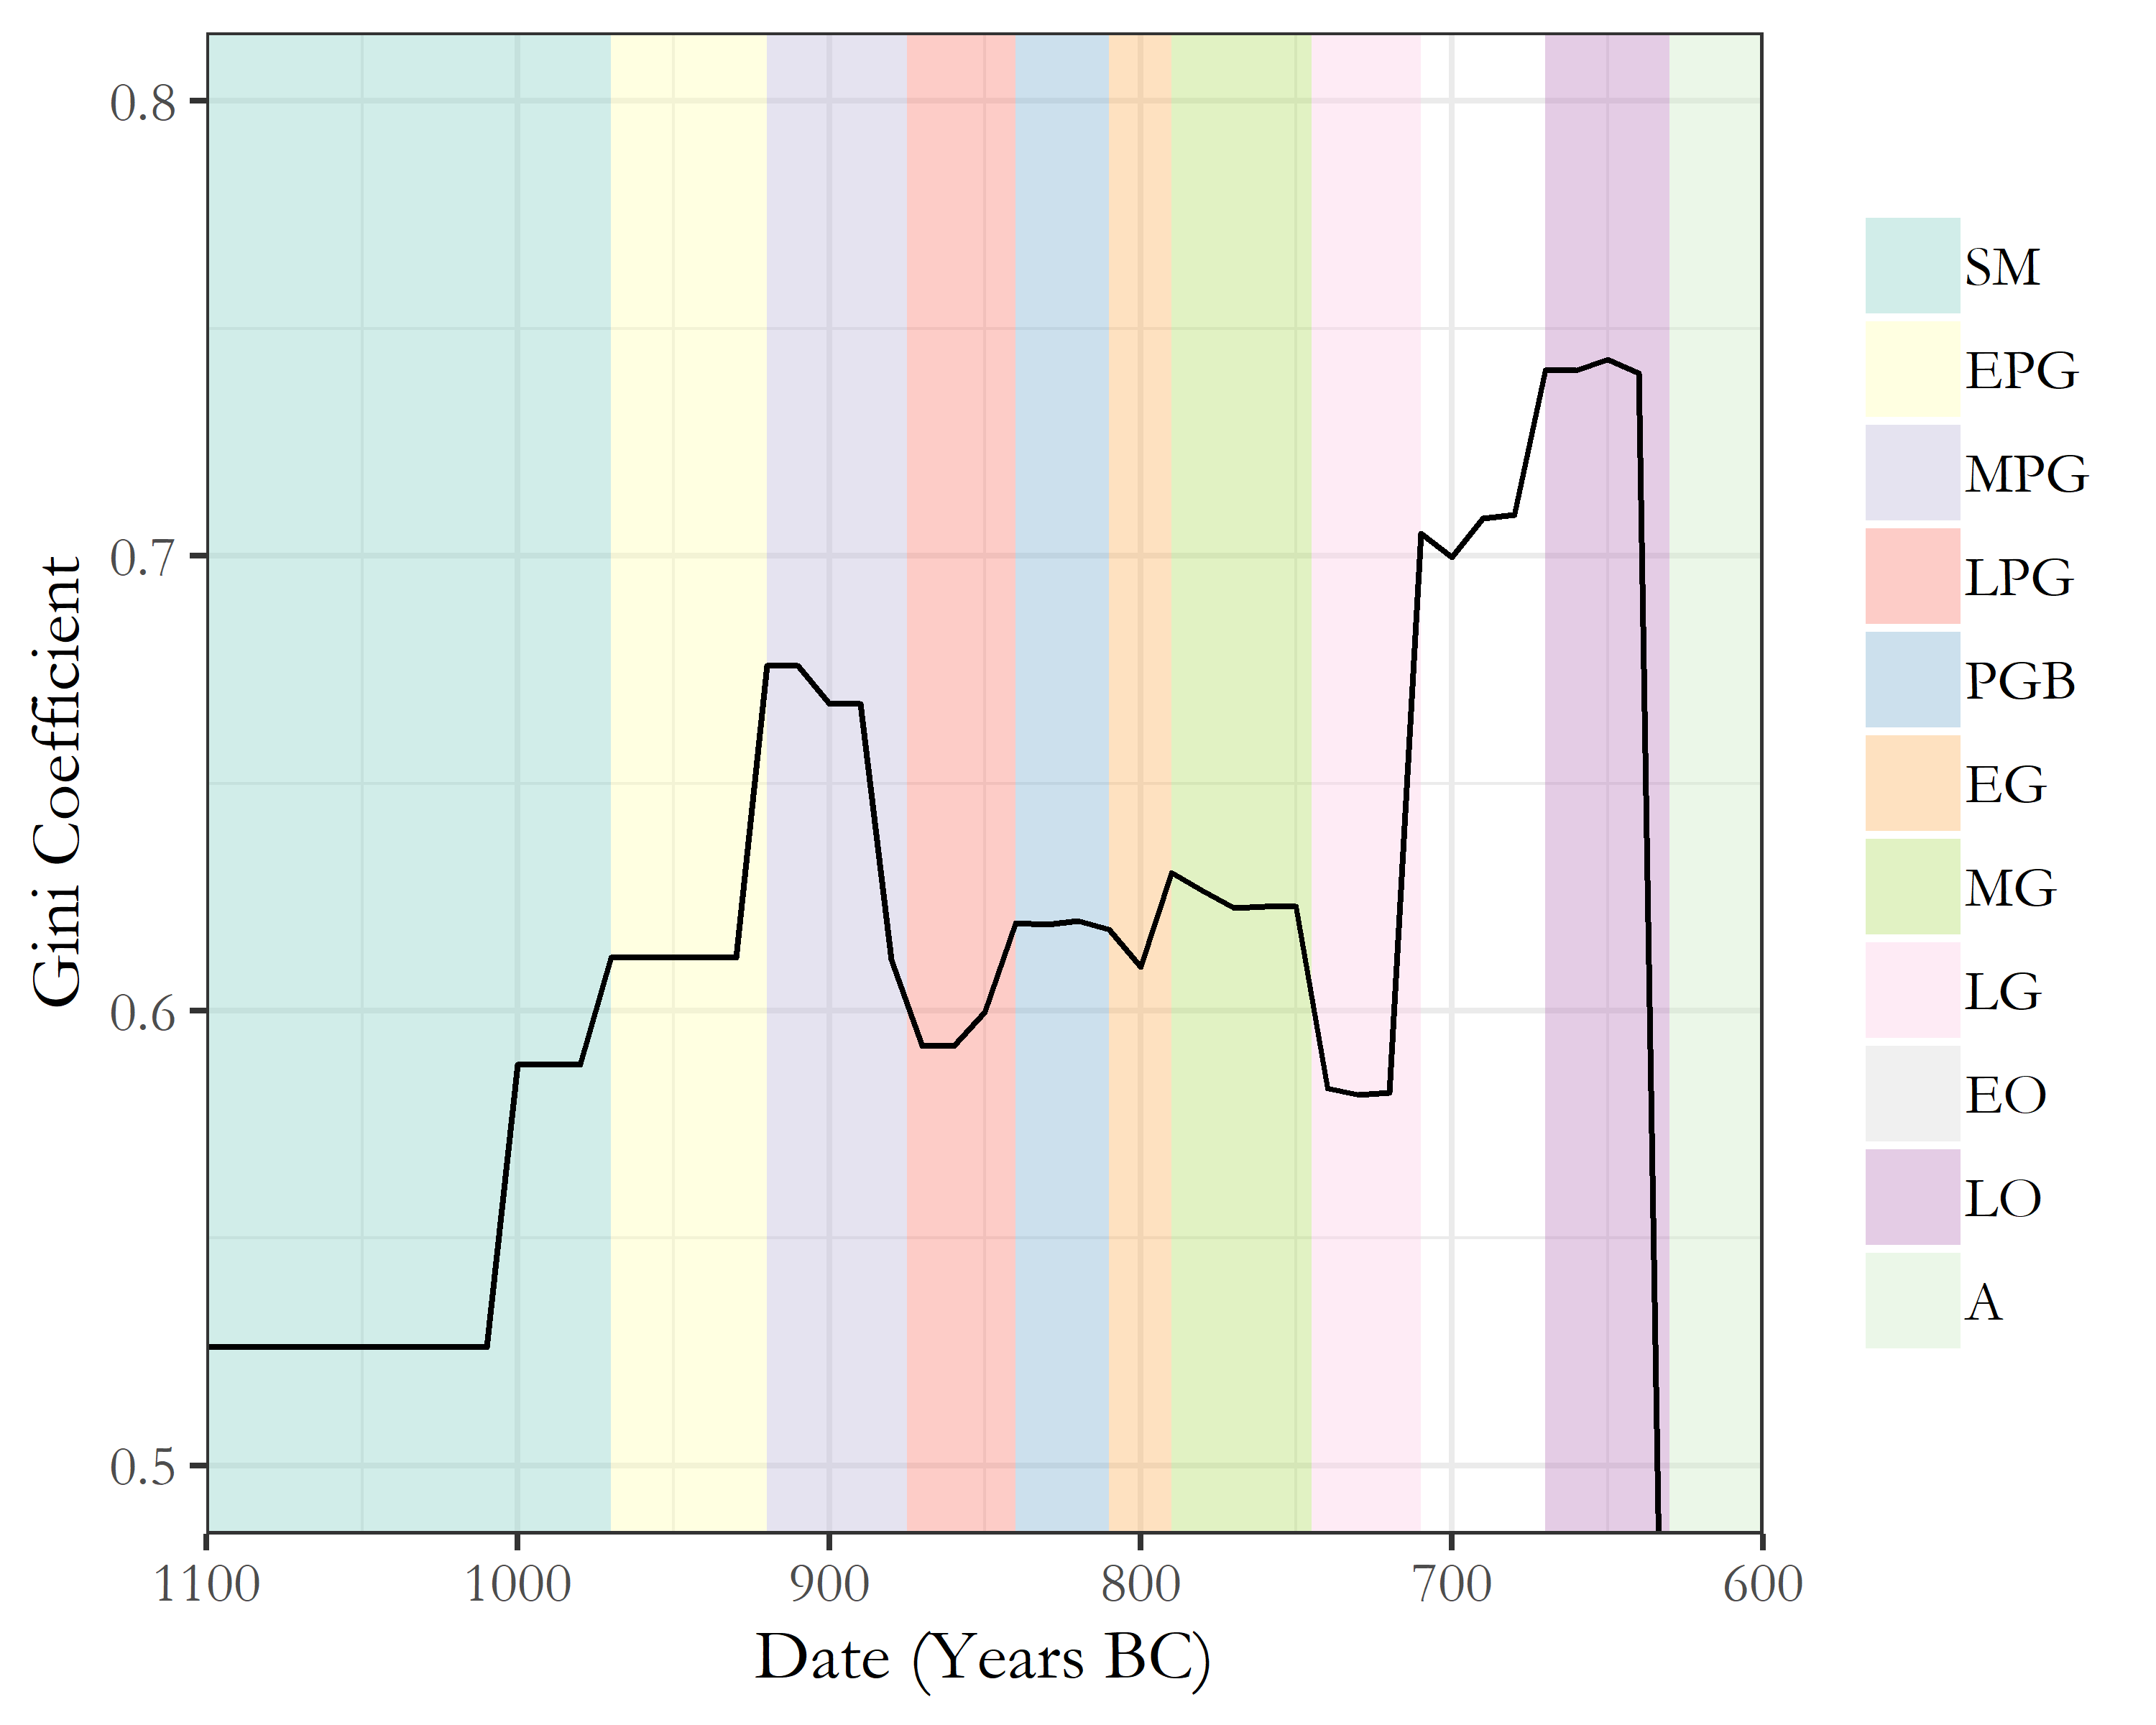 0.8
0.7
0.6
0.5
Gini Coefficient
1100 1000 900 800 700 600
Date (Years BC)
SM
EPG
MPG
LPG
PGB
EG
MG
LG
EO
LO
A